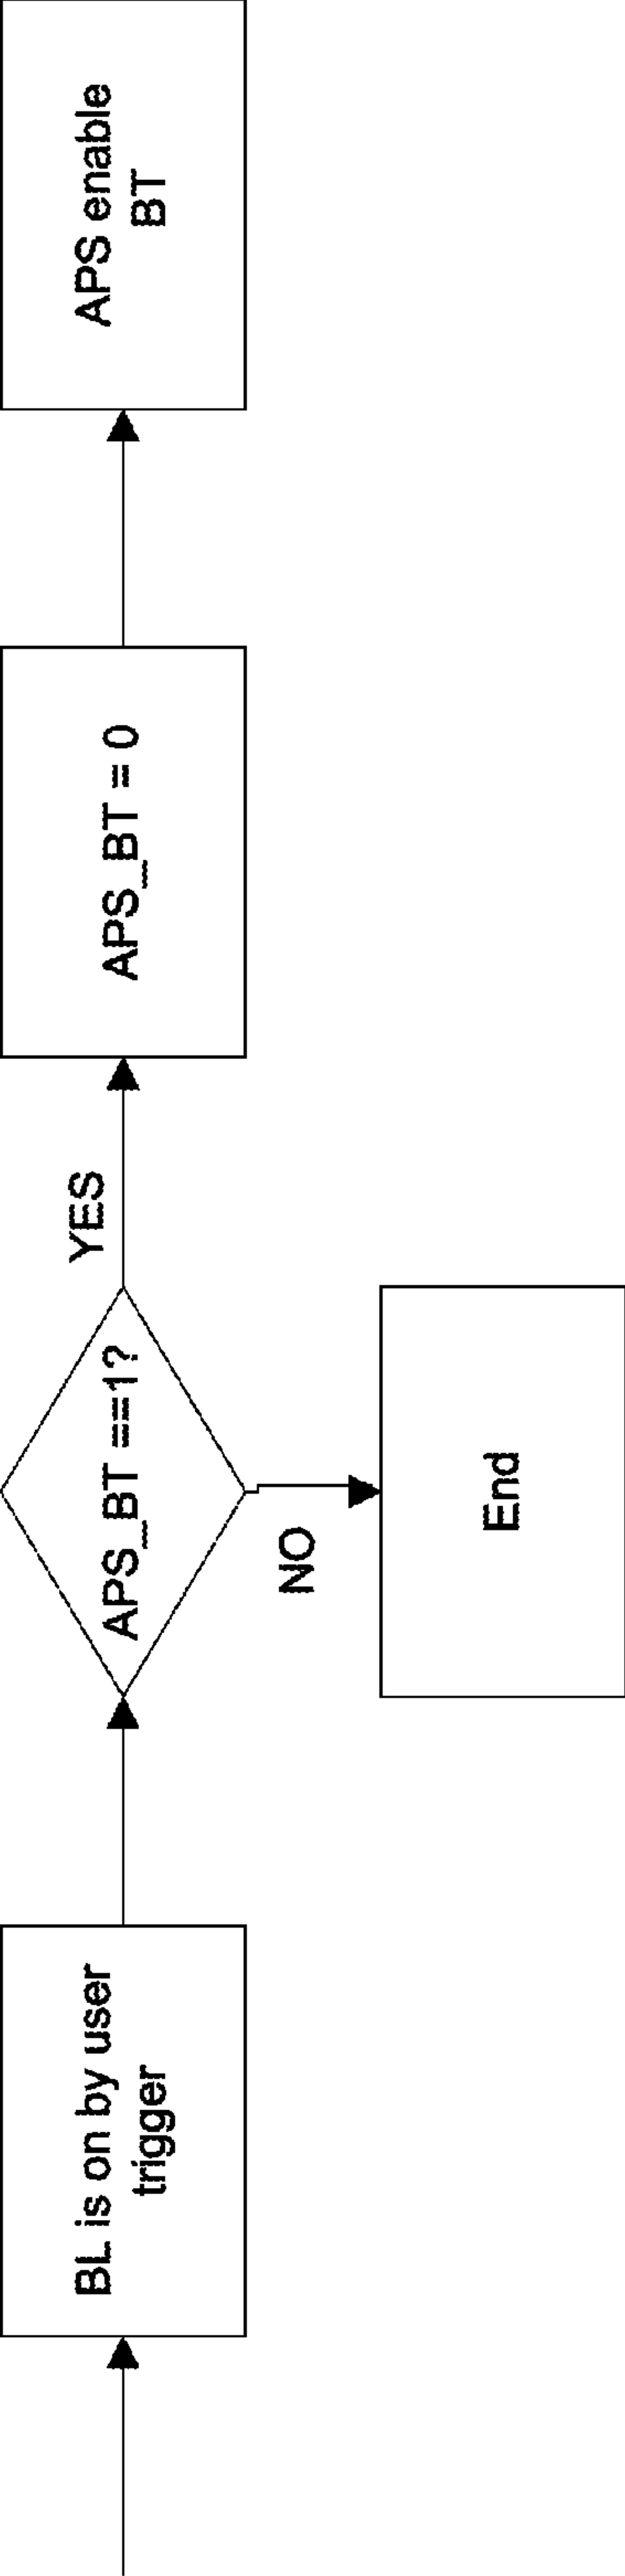 BL is on by user
trigger
APS_BT ==1?
YES
NO
APS_BT = 0
APS enable
BT
End